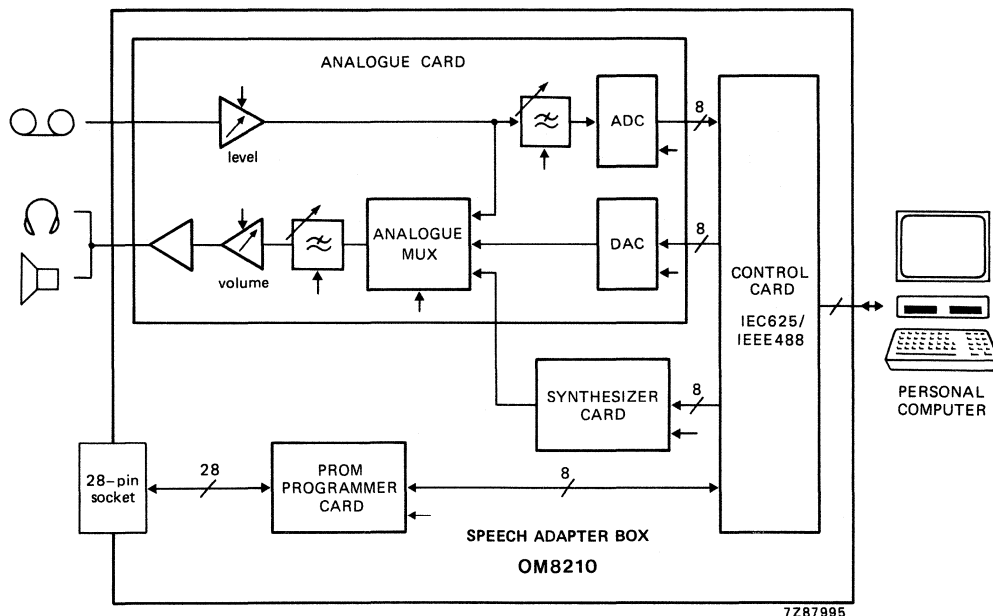 ANALOGUE CARD
level
ADC
8
volume
ANALOGUE
MUX
DAC
8
CONTROL
CARD
IEC625/
IEEE488
PERSONAL
COMPUTER
SYNTHESIZER
CARD
8
28-pin
socket
28
PROM
PROGRAMMER
CARD
8
SPEECH ADAPTER BOX
OM8210
7Z87995